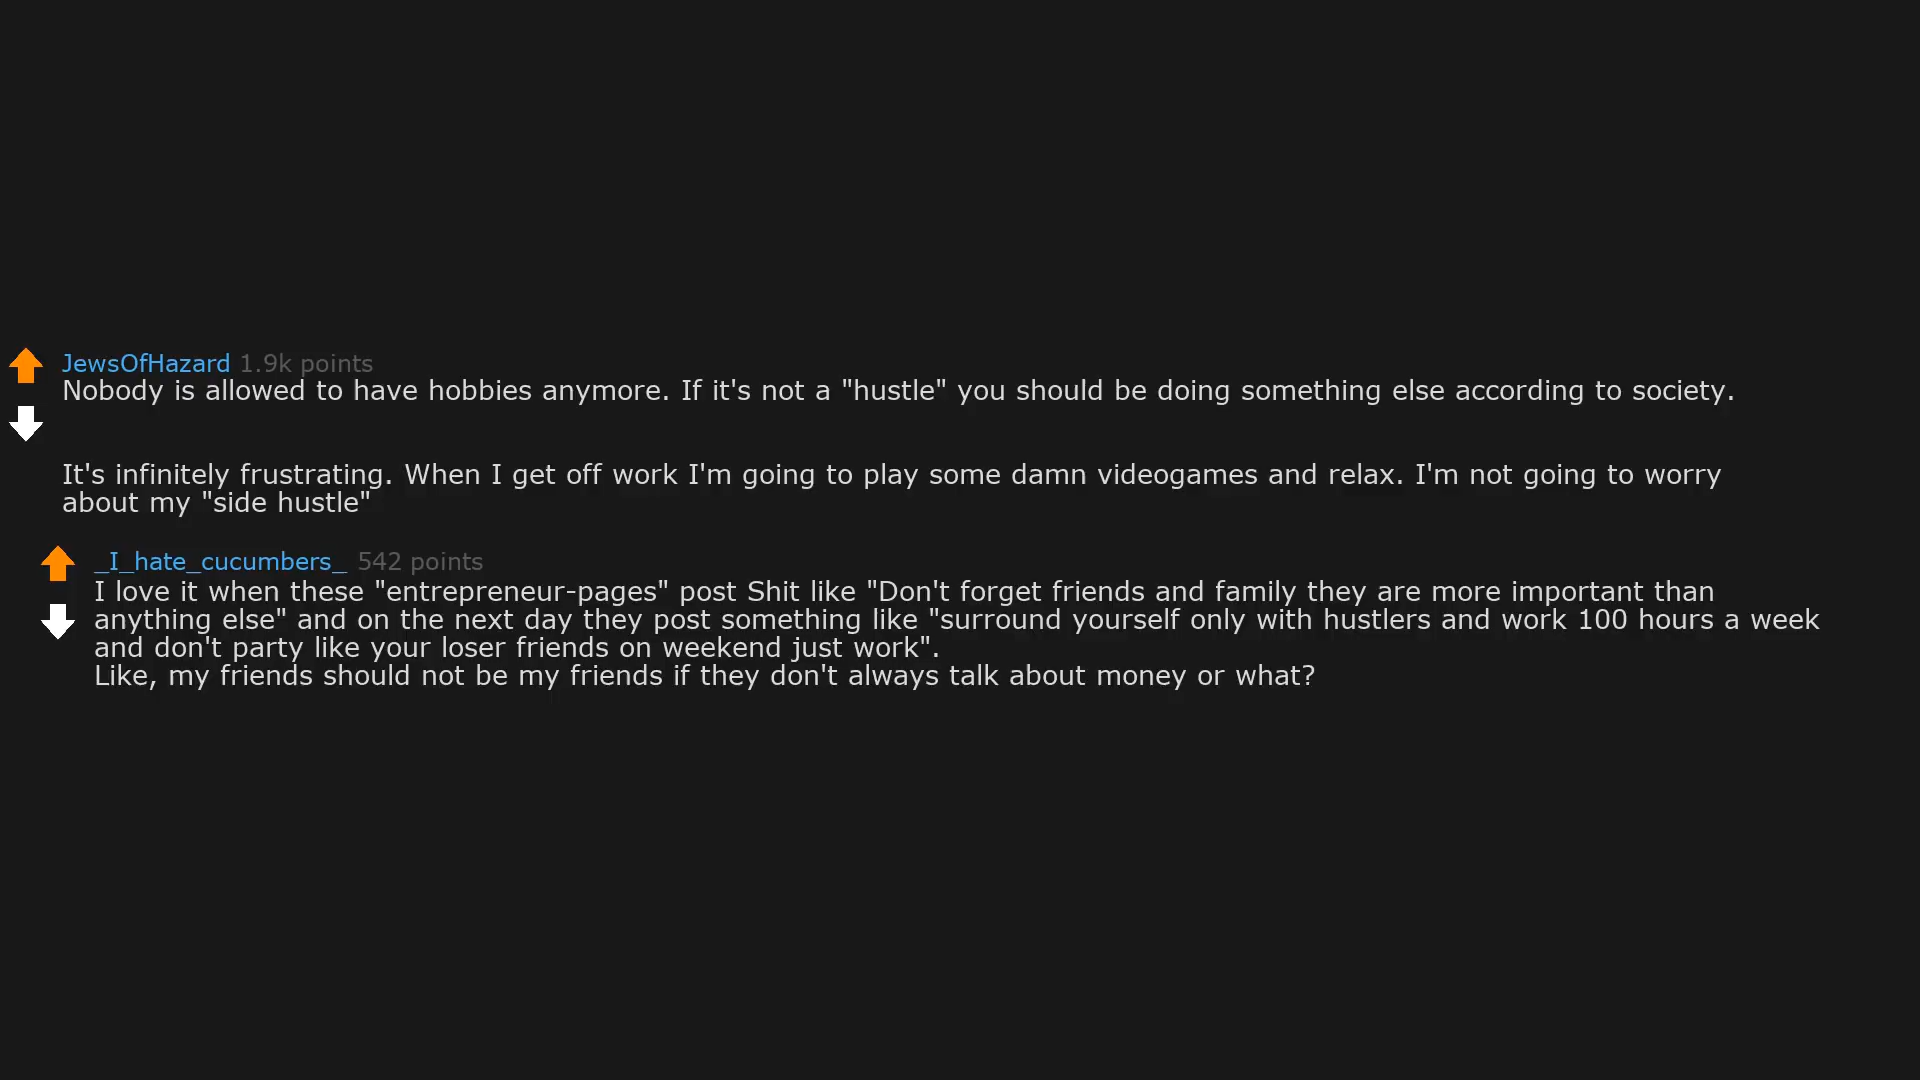 JewsOfHazard 1.9k points
Nobody is allowed to have hobbies anymore. If it's not a "hustle" you should be doing something else according to society.
It's infinitely frustrating. When I get off work I'm going to play some damn videogames and relax. I'm not going to worry
about my "side hustle"
_I_hate_cucumbers_ 542 points
I love it when these "entrepreneur-pages" post Shit like "Don't forget friends and family they are more important than
anything else" and on the next day they post something like "surround yourself only with hustlers and work 100 hours a week
and don't party like your loser friends on weekend just work".
Like, my friends should not be my friends if they don't always talk about money or what?